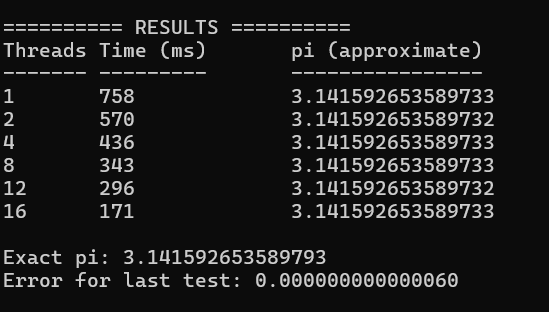 ========== RESULTS ==========
Threads Time (ms)       pi (approximate)
------- ---------       ----------------
1       758             3.141592653589733
2       570             3.141592653589732
4       436             3.141592653589733
8       343             3.141592653589733
12      296             3.141592653589732
16      171             3.141592653589733
Exact pi: 3.141592653589793
Error for last test: 0.000000000000060